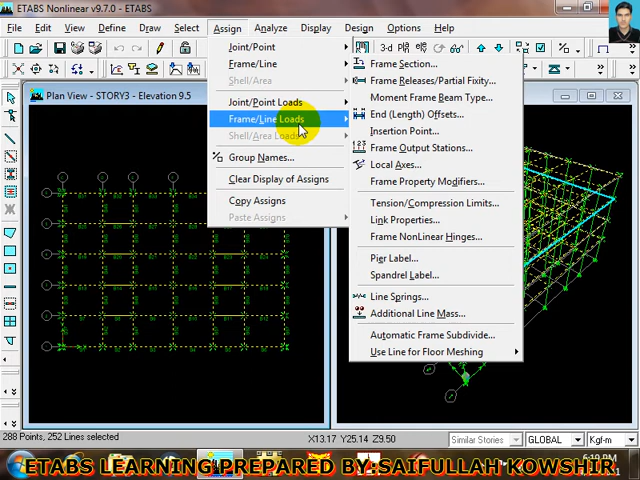 ETABS Nonlinear v9.7.0 - ETABS
File Edit View Define Draw Select Assign Analyze Display Design Options Help
Joint/Point
Frame/Line
Shell/Area
Joint/Point Loads
Frame/Line Loads
Shell/Area Loads
Group Names...
Clear Display of Assigns
Copy Assigns
Paste Assigns
Frame Section...
Frame Releases/Partial Fixity...
Moment Frame Beam Type...
End (Length) Offsets...
Insertion Point...
Frame Output Stations...
Local Axes...
Frame Property Modifiers...
Tension/Compression Limits...
Link Properties...
Frame NonLinear Hinges...
Pier Label...
Spandrel Label...
Line Springs...
Additional Line Mass...
Automatic Frame Subdivide...
Use Line for Floor Meshing
3-d
Plan View - STORY3 - Elevation 9.5
288 Points, 252 Lines selected
X13.17 Y25.14 Z9.50
Similar Stories
GLOBAL
Kgf-m
ETABS LEARNING PREPARED BY:SAIFULLAH KOWSHIR